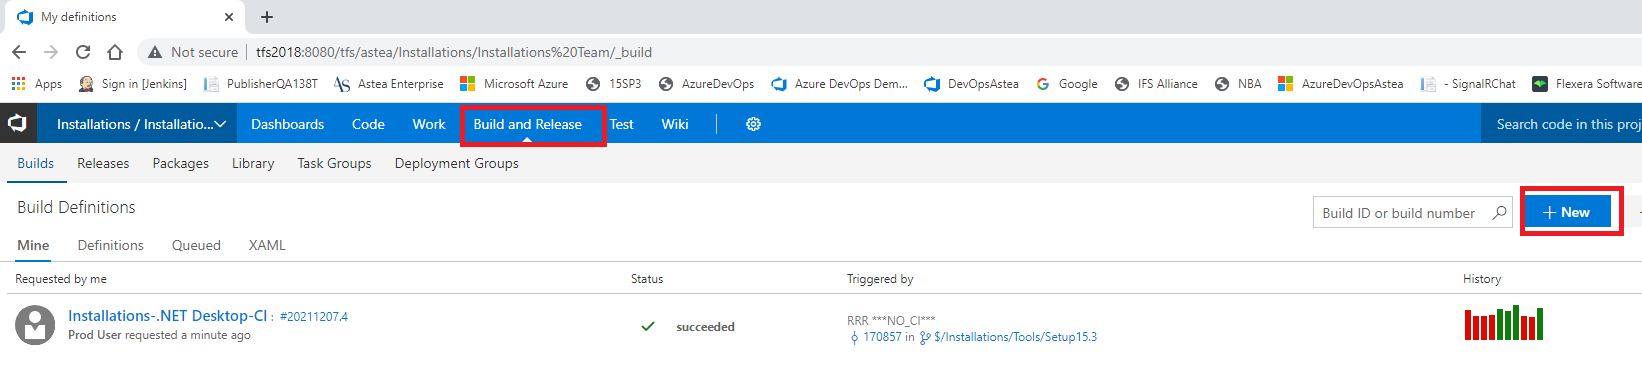 My definitions
Not secure tfs2018:8080/tfs/astea/Installations/Installations%20Team/_build
Apps Sign in [Jenkins] PublisherQA138T AS Astea Enterprise Microsoft Azure 15SP3 AzureDevOps Azure DevOps Dem... DevOpsAstea G Google IFS Alliance NBA AzureDevOpsAstea - SignalRChat Flexera Software
Installations / Installatio... Dashboards Code Work Build and Release Test Wiki Search code in this proj
Builds Releases Packages Library Task Groups Deployment Groups
Build Definitions Build ID or build number + New
Mine Definitions Queued XAML
Requested by me Status Triggered by History
Installations-.NET Desktop-CI : #20211207.4
Prod User requested a minute ago
succeeded
RRR ***NO_CI***
170857 in $/Installations/Tools/Setup15.3